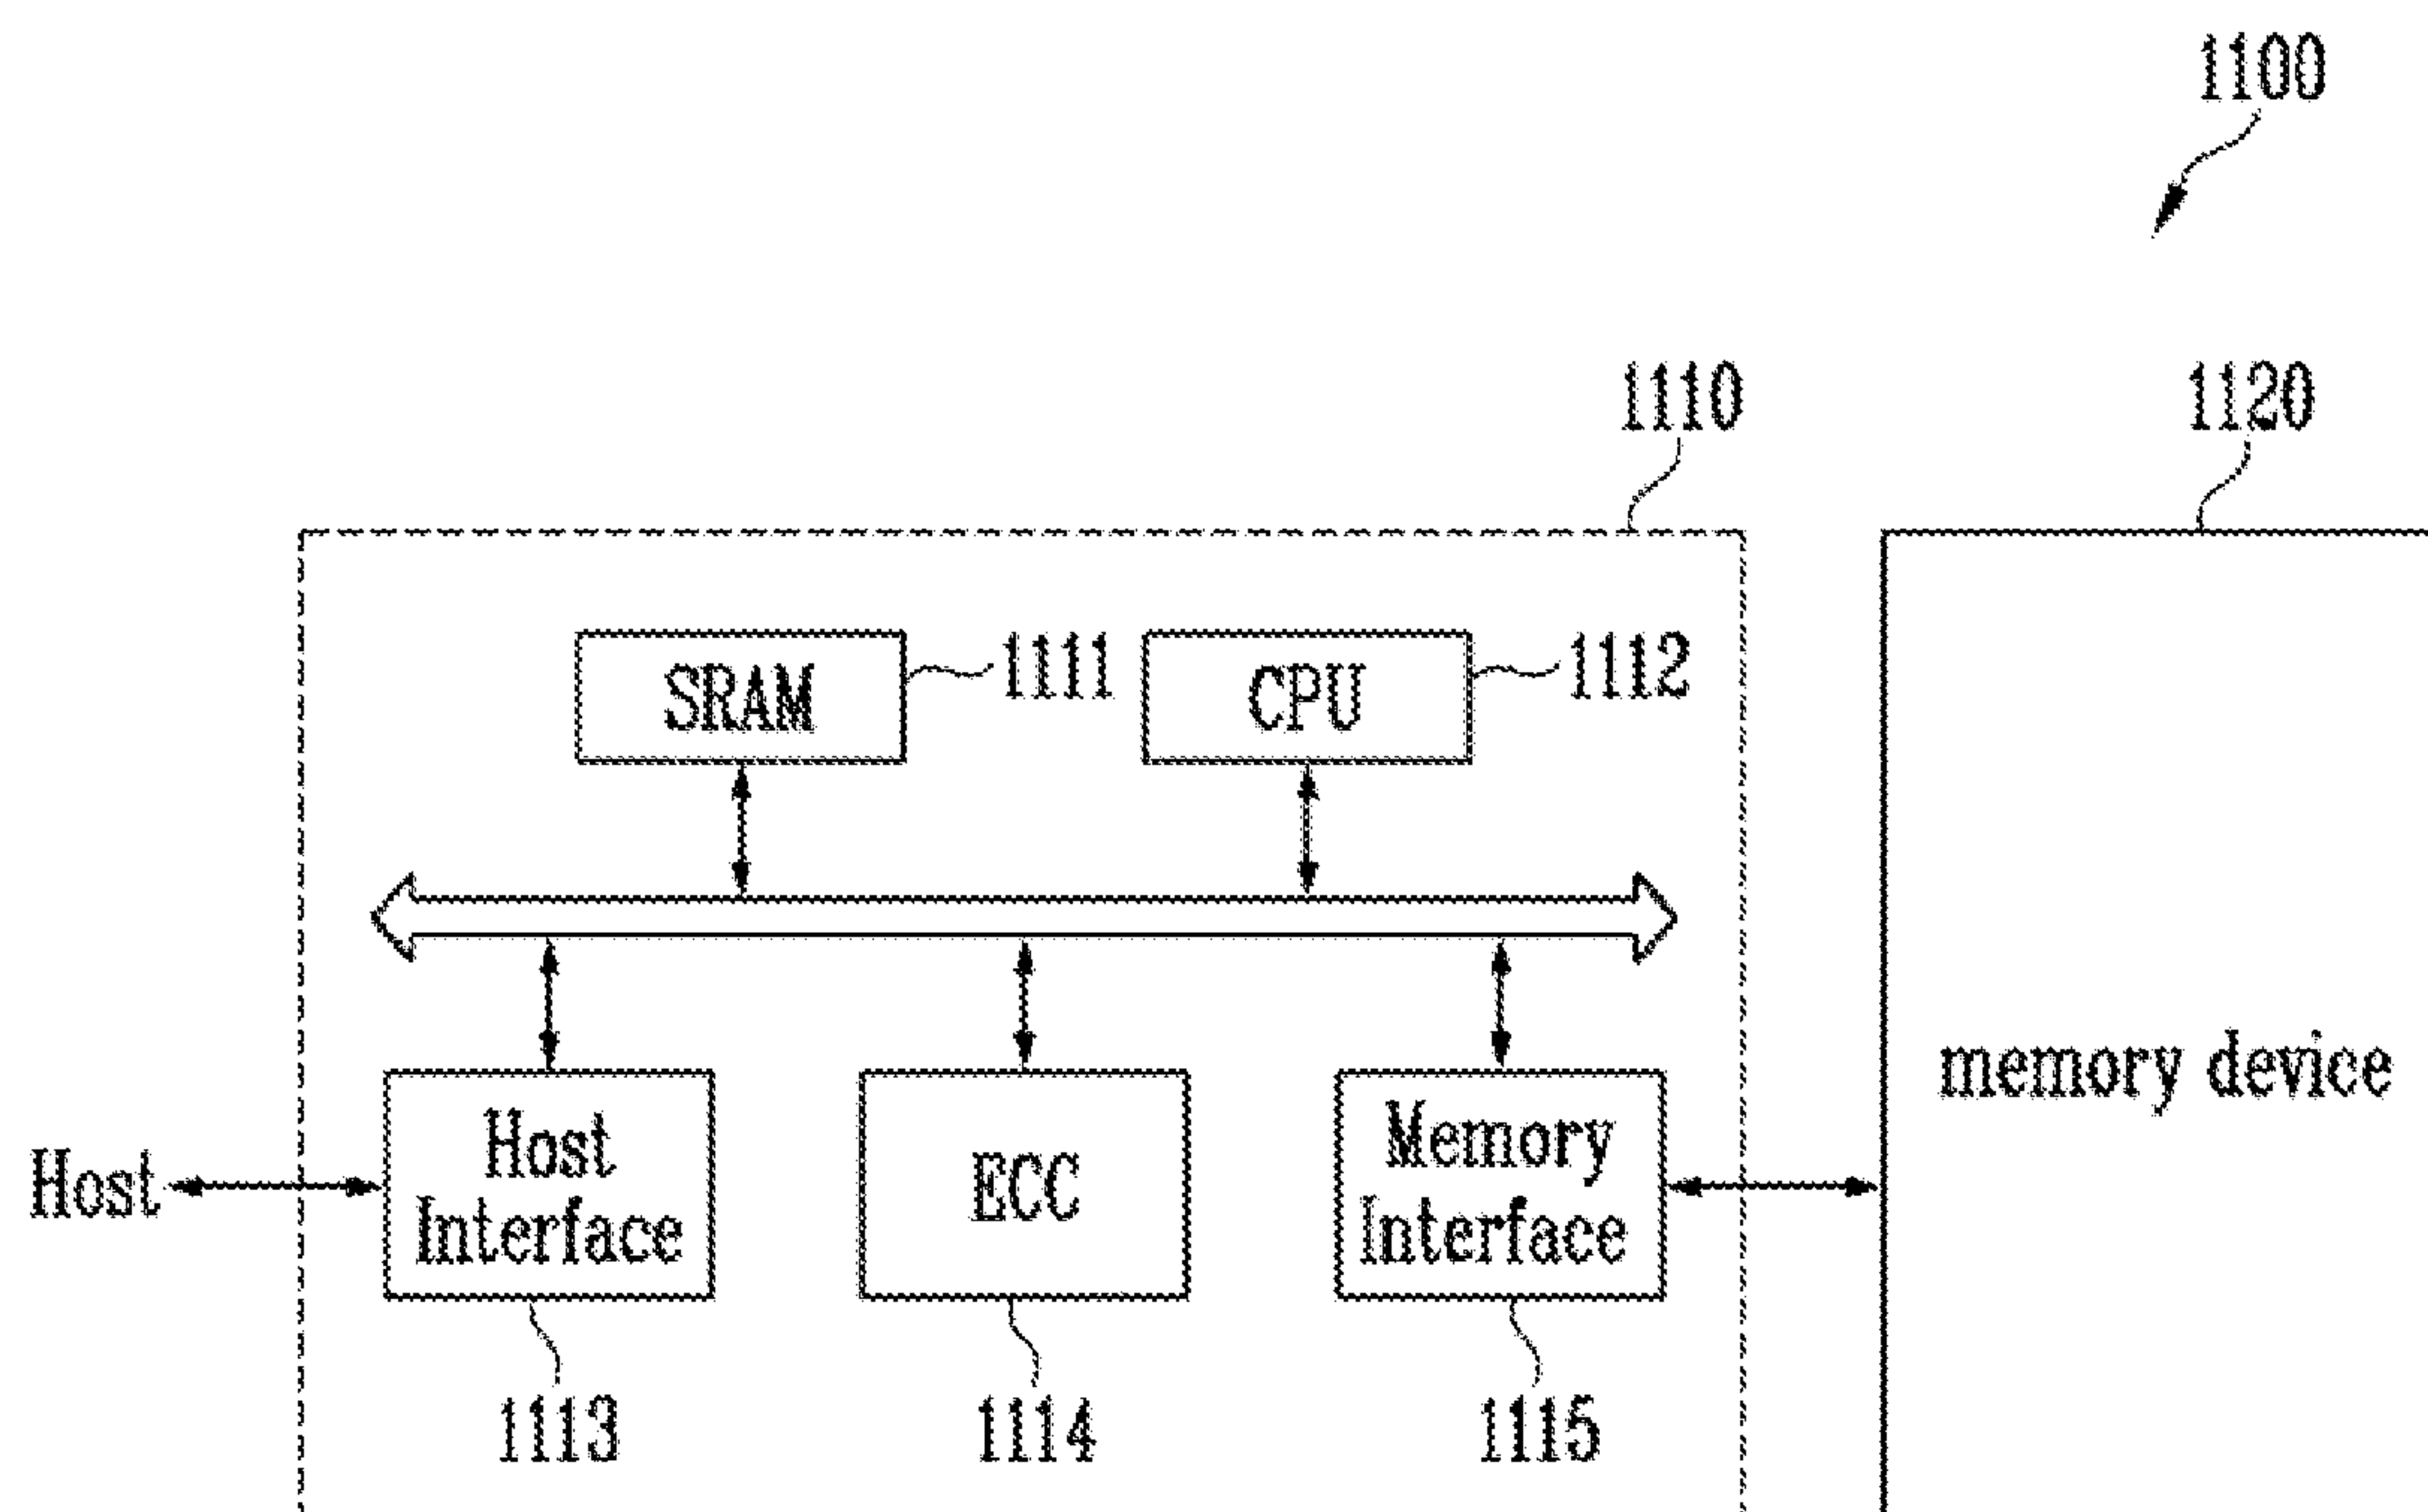 1100
1110
1120
SRAM
1111
CPU
1112
memory device
Host
Host
Interface
ECC
Memory
Interface
1113
1114
1115